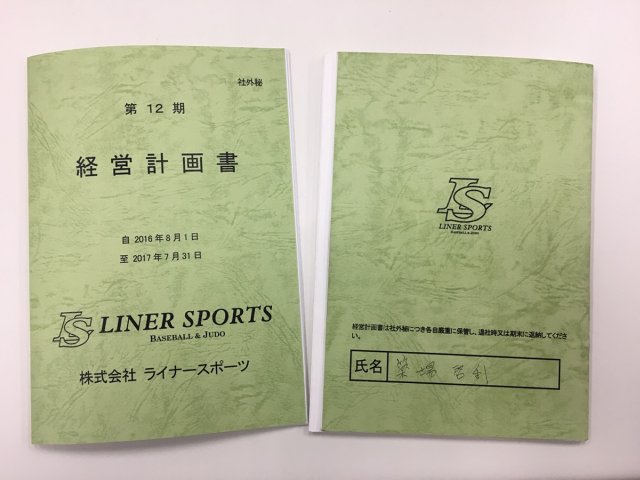 社外秘
第 12 期
経営計画書
自 2016年8月1日
至 2017年7月31日
LS LINER SPORTS
BASEBALL & JUDO
株式会社 ライナースポーツ
LS
LINER SPORTS
BASEBALL & JUDO
経営計画書は社外秘につき各自厳重に保管し、退社時又は期末に返納してくださ
い。
氏名